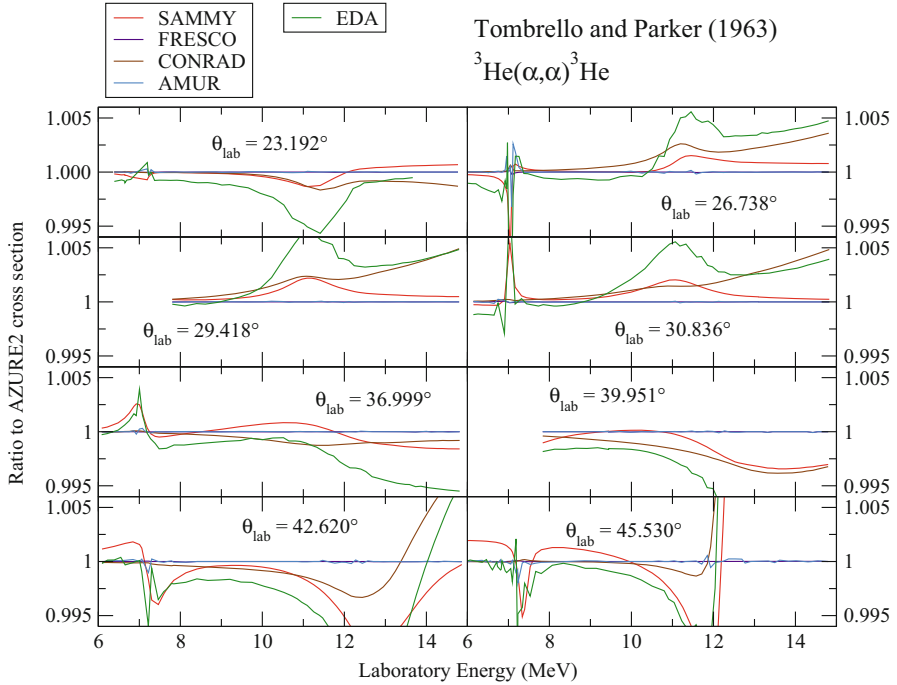 SAMMY
FRESCO
CONRAD
AMUR
EDA
Tombrello and Parker (1963)
³He(α,α)³He
Ratio to AZURE2 cross section
1.005
1.000
0.995
θlab = 23.192°
1.005
0.995
θlab = 26.738°
1.005
1
0.995
θlab = 29.418°
1.005
1
0.995
θlab = 30.836°
1.005
1
0.995
θlab = 36.999°
1.005
1
0.995
θlab = 39.951°
1.005
1
0.995
θlab = 42.620°
1.005
1
0.995
θlab = 45.530°
6 8 10 12 14
6 8 10 12 14
Laboratory Energy (MeV)